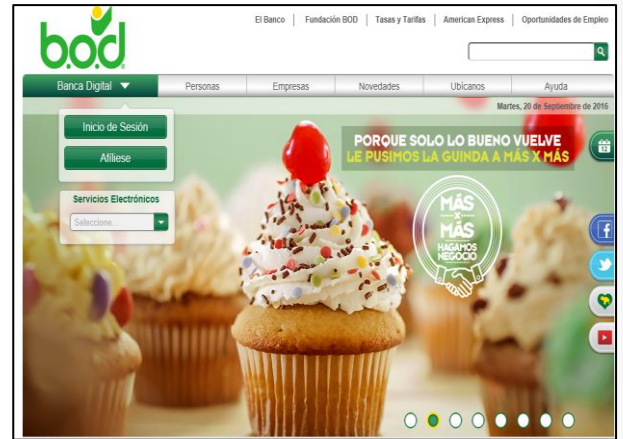 b.o.d
El Banco | Fundación BOD | Tasas y Tarifas | American Express | Oportunidades de Empleo
Banca Digital Personas Empresas Novedades Ubícanos Ayuda
Martes, 20 de Septiembre de 2016
Inicio de Sesión
Afíliese
Servicios Electrónicos
Seleccione...
PORQUE SOLO LO BUENO VUELVE
LE PUSIMOS LA GUINDA A MÁS X MÁS
MÁS
X
MÁS
HAGAMOS
NEGOCIO
12